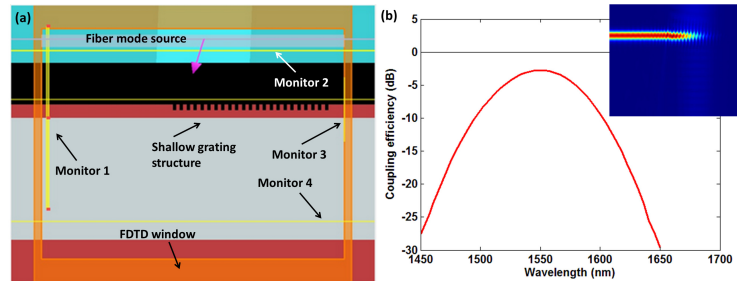 (a)
Fiber mode source
Monitor 2
Shallow grating
structure
Monitor 1
Monitor 3
Monitor 4
FDTD window
(b)
Coupling efficiency (dB)
5
0
-5
-10
-15
-20
-25
-30
1450
1500
1550
1600
1650
1700
Wavelength (nm)